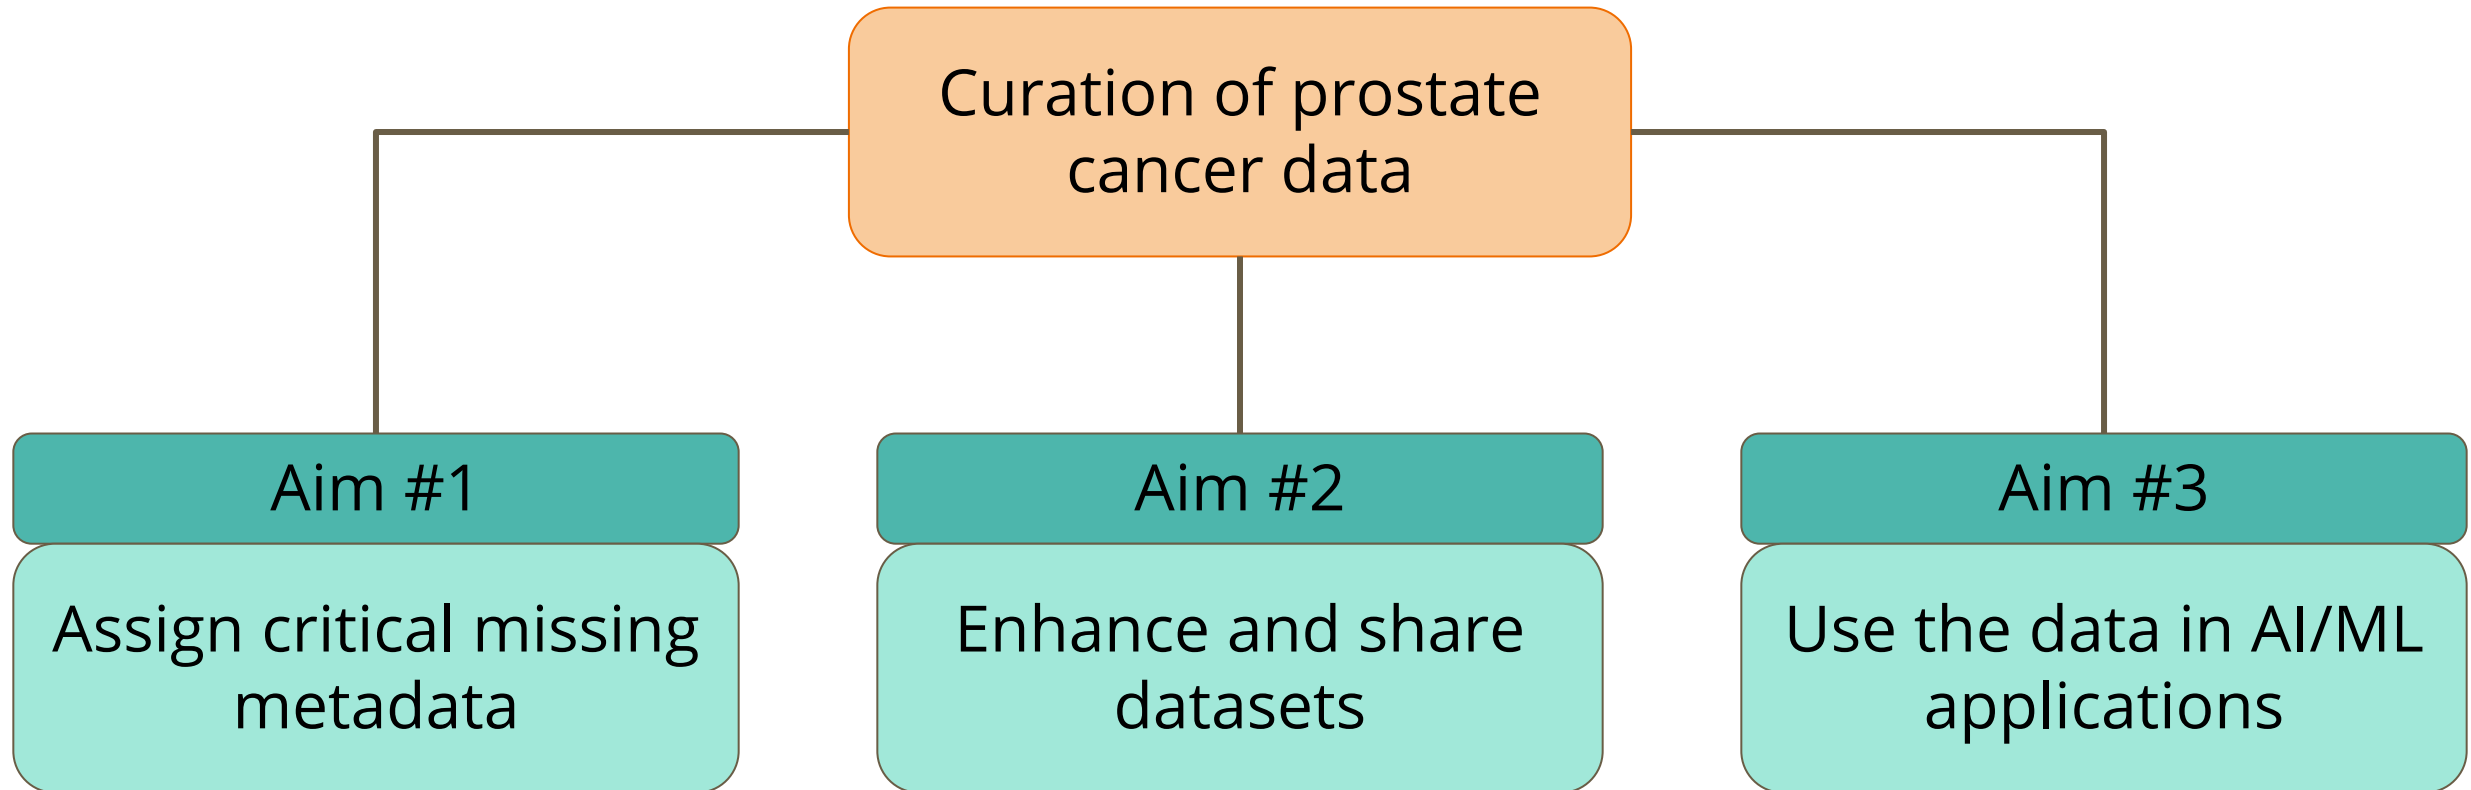 Curation of prostate
cancer data
Aim #1
Assign critical missing
metadata
Aim #2
Enhance and share
datasets
Aim #3
Use the data in AI/ML
applications